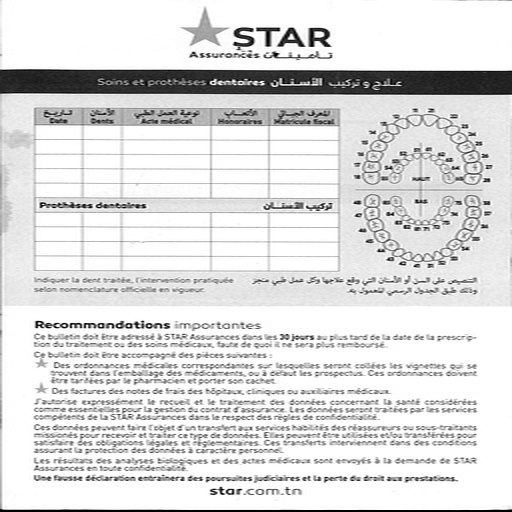 STAR
Assurances تأمينات
Soins et prothèses dentaires علاج و تركيب الأسنان
تاريخ الأسنان نوعية العمل الطبي الأتعاب المعرف الجبائي
Date Dents Acte médical Honoraires Matricule fiscal
Prothèses dentaires تركيب الأسنان
HAUT
BAS
Indiquer la dent traitée, l'intervention pratiquée
selon nomenclature officielle en vigueur.
التنصيص على السن أو الأسنان التي وقع علاجها وكل عمل طبي منجز
وذلك طبق الجدول الرسمي المعمول به.
Recommandations importantes
Ce bulletin doit être adressé à STAR Assurances dans les 30 jours au plus tard de la date de la prescrip-
tion du traitement ou des soins médicaux, faute de quoi il ne sera plus remboursé.
Ce bulletin doit être accompagné des pièces suivantes :
Des ordonnances médicales correspondantes sur lesquelles seront collées les vignettes qui se
trouvent dans l'emballage des médicaments, ou à défaut les prospectus. Ces ordonnances doivent
être tarifées par le pharmacien et porter son cachet.
Des factures des notes de frais des hôpitaux, cliniques ou auxiliaires médicaux.
J'autorise expressément le recueil et le traitement des données concernant la santé considérées
comme essentielles pour la gestion du contrat d'assurance. Les données seront traitées par les services
compétents de la STAR Assurances dans le respect des règles de confidentialité.
Ces données peuvent faire l'objet d'un transfert aux services habilités des réassureurs ou sous-traitants
missionés pour recevoir et traiter ce type de données. Elles peuvent être utilisées et/ou transférées pour
satisfaire des obligations légales et réglementaires. Ces transferts interviennent dans des conditions
assurant la protection des données à caractère personnel.
Les résultats des analyses biologiques et des actes médicaux sont envoyés à la demande de STAR
Assurances en toute confidentialité.
Une fausse déclaration entraînera des poursuites judiciaires et la perte du droit aux prestations.
star.com.tn